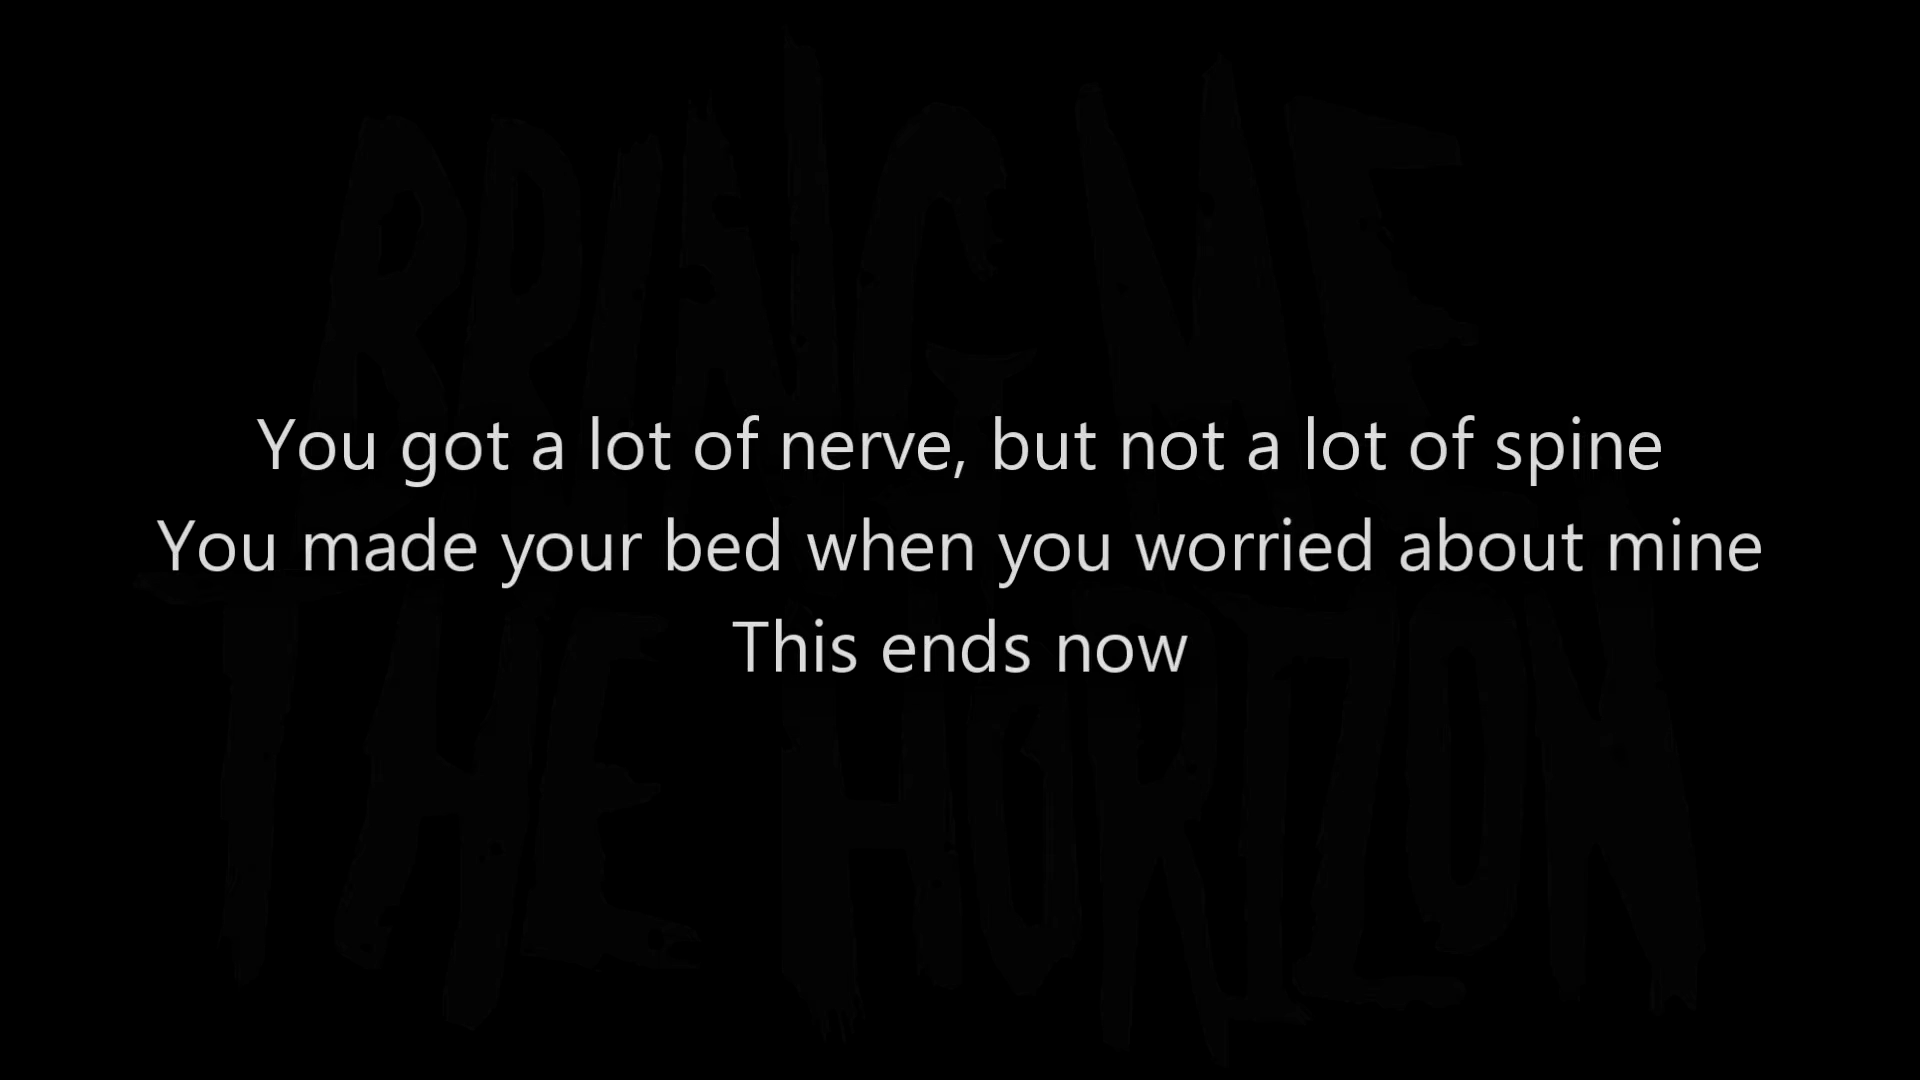 BRING ME
THE HORIZON
You got a lot of nerve, but not a lot of spine
You made your bed when you worried about mine
This ends now